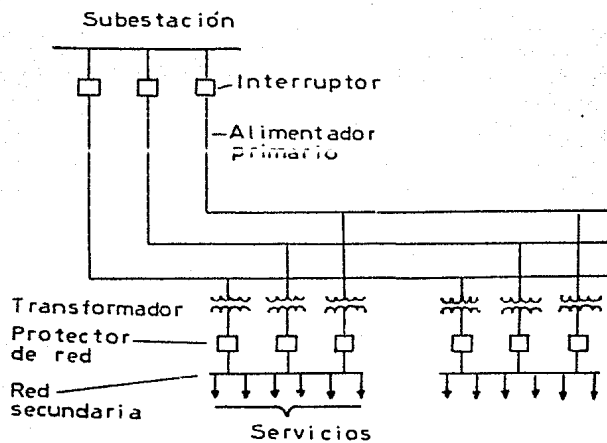 Subestación
Interruptor
Alimentador
primario
Transformador
Protector
de red
Red
secundaria
Servicios